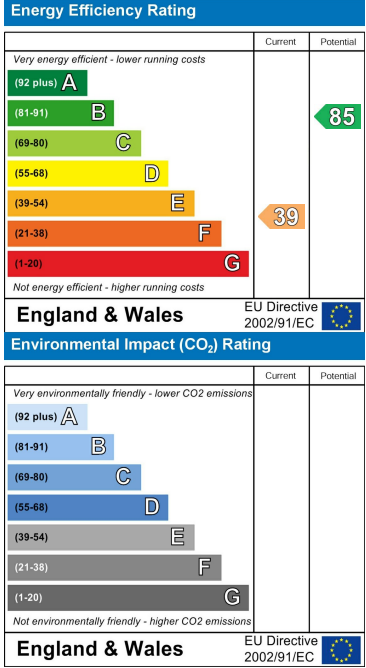 Energy Efficiency Rating
Current Potential
Very energy efficient - lower running costs
(92 plus) A
(81-91) B
85
(69-80) C
(55-68) D
(39-54) E
39
(21-38) F
(1-20) G
Not energy efficient - higher running costs
England & Wales
EU Directive
2002/91/EC
Environmental Impact (CO₂) Rating
Current Potential
Very environmentally friendly - lower CO2 emissions
(92 plus) A
(81-91) B
(69-80) C
(55-68) D
(39-54) E
(21-38) F
(1-20) G
Not environmentally friendly - higher CO2 emissions
England & Wales
EU Directive
2002/91/EC